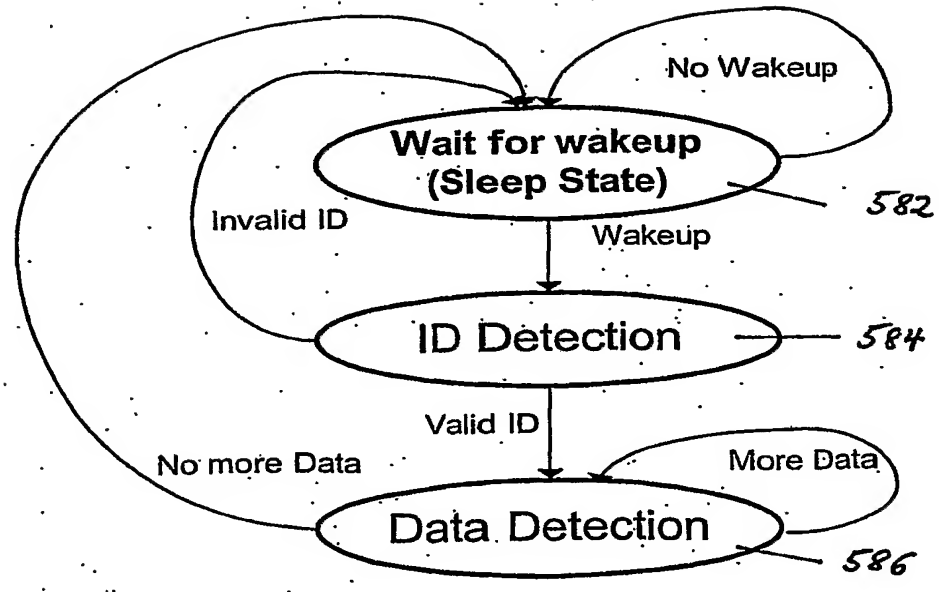 No Wakeup
Wait for wakeup
(Sleep State)
582
Invalid ID
Wakeup
ID Detection
584
Valid ID
No more Data
More Data
Data Detection
586